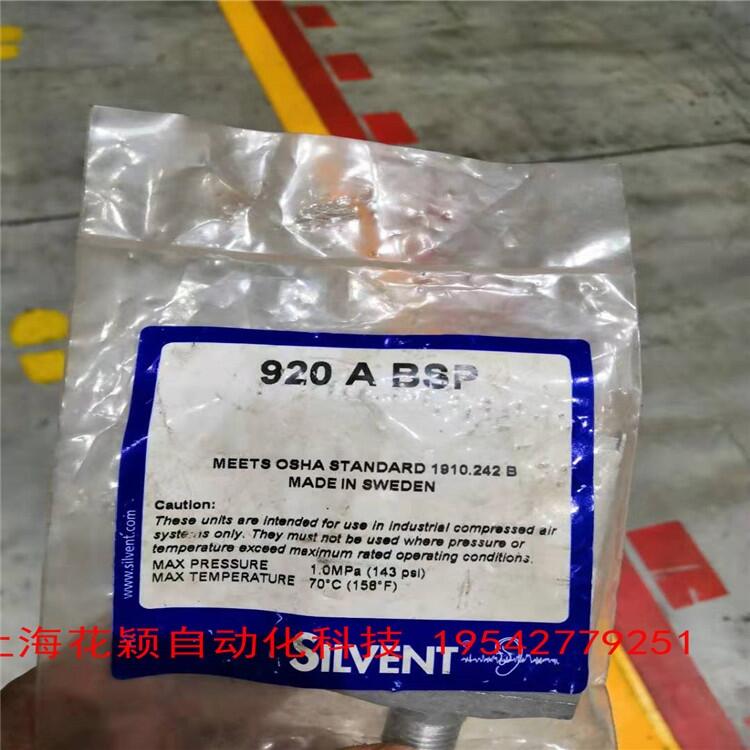 920 A BSP
MEETS OSHA STANDARD 1910.242 B
MADE IN SWEDEN
Caution:
These units are intended for use in industrial compressed air
systems only. They must not be used where pressure or
temperature exceed maximum rated operating conditions.
MAX PRESSURE 1.0MPa (143 psi)
MAX TEMPERATURE 70°C (158°F)
www.silvent.com
上海花颖自动化科技 19542779251
SILVENT